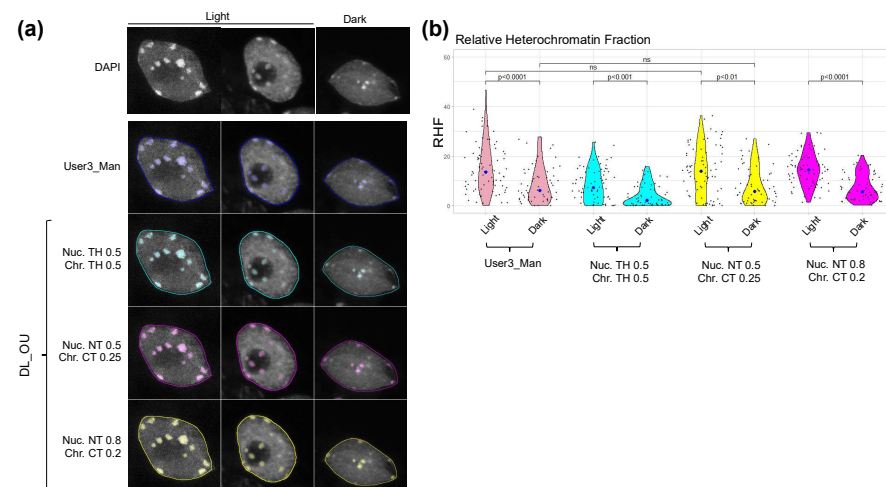 (a)
Light
Dark
DAPI
User3_Man
DL_OU
Nuc. TH 0.5
Chr. TH 0.5
Nuc. NT 0.5
Chr. CT 0.25
Nuc. NT 0.8
Chr. CT 0.2
(b)
Relative Heterochromatin Fraction
RHF
60
40
20
0
ns
ns
p<0.0001
p<0.001
p<0.01
p<0.0001
Light
Dark
Light
Dark
Light
Dark
Light
Dark
User3_Man
Nuc. TH 0.5
Chr. TH 0.5
Nuc. NT 0.5
Chr. CT 0.25
Nuc. NT 0.8
Chr. CT 0.2